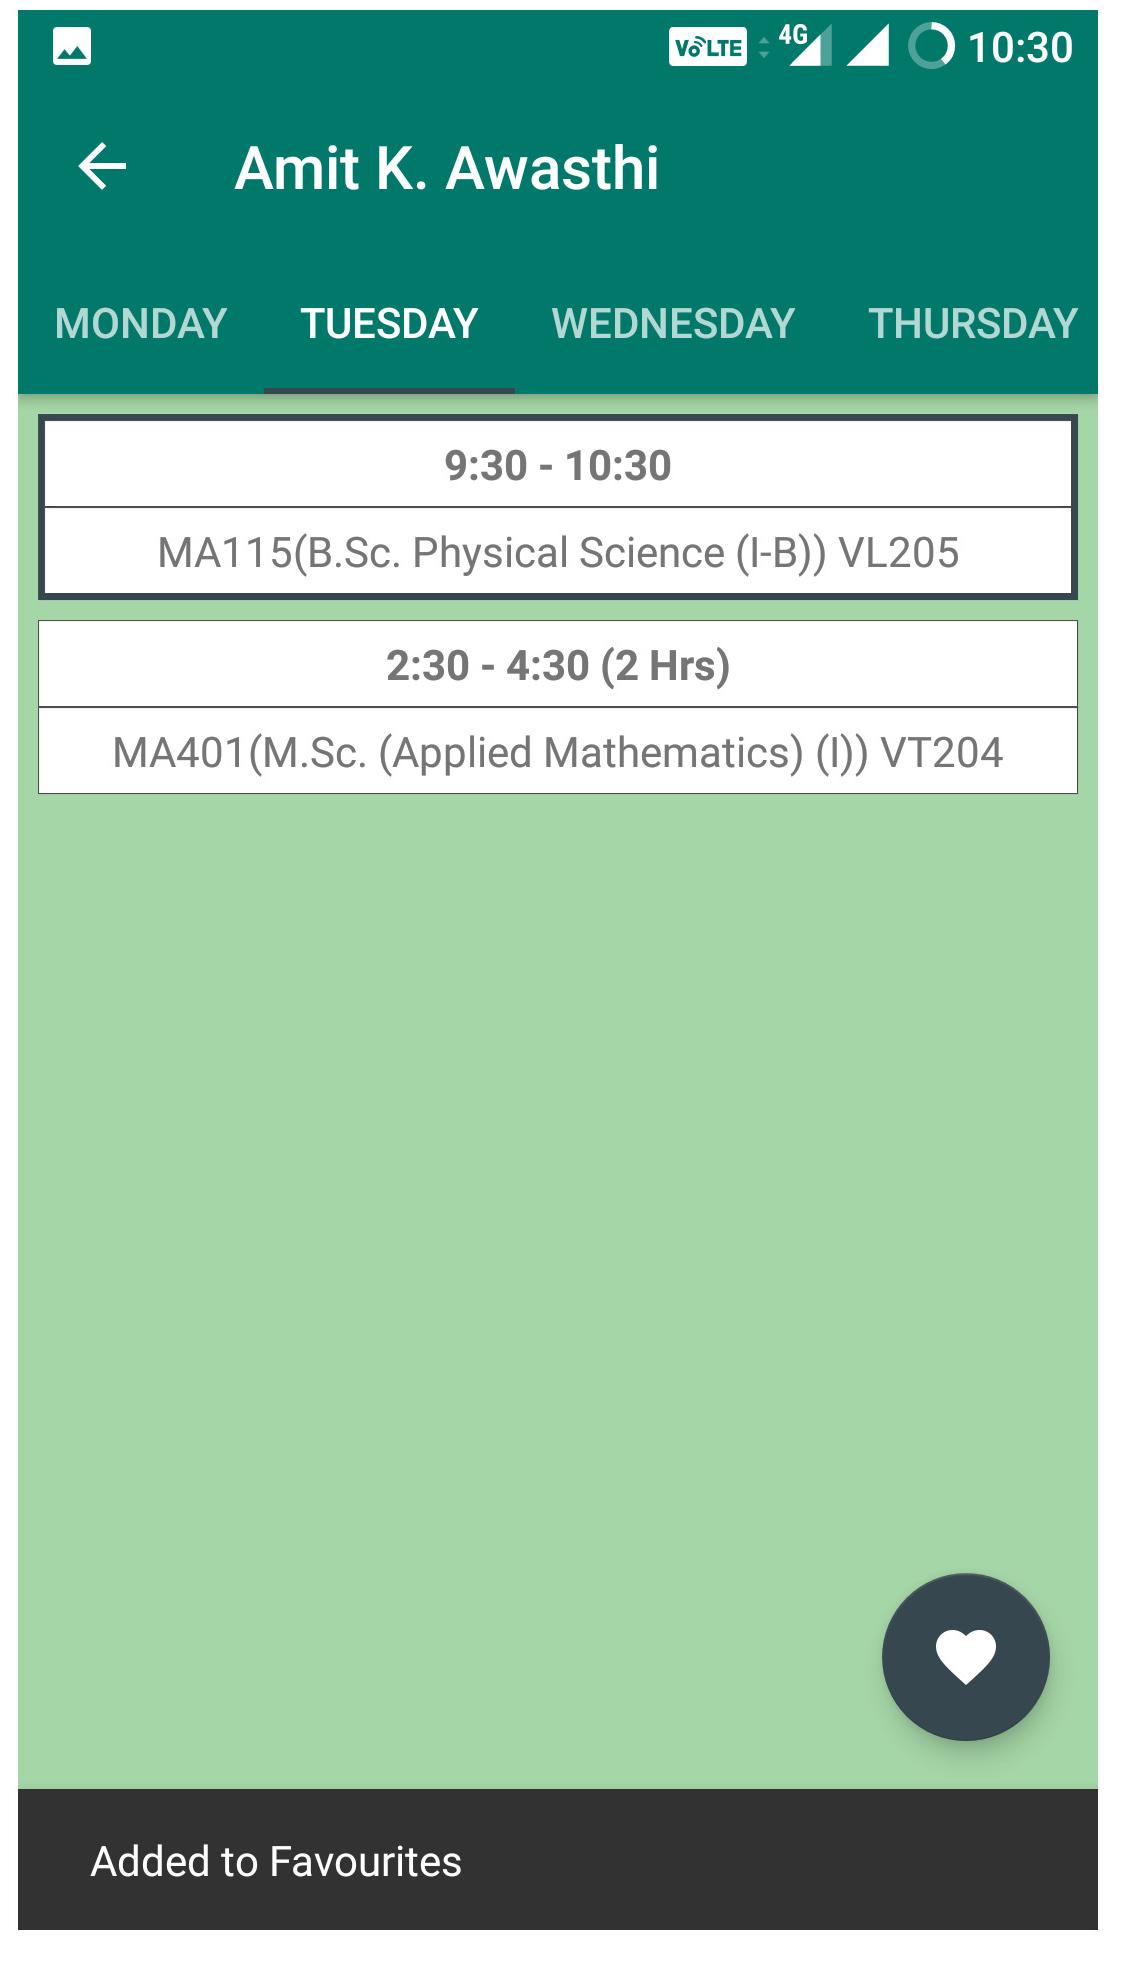 VoLTE 4G 10:30
Amit K. Awasthi
MONDAY TUESDAY WEDNESDAY THURSDAY
9:30 - 10:30
MA115(B.Sc. Physical Science (I-B)) VL205
2:30 - 4:30 (2 Hrs)
MA401(M.Sc. (Applied Mathematics) (I)) VT204
Added to Favourites